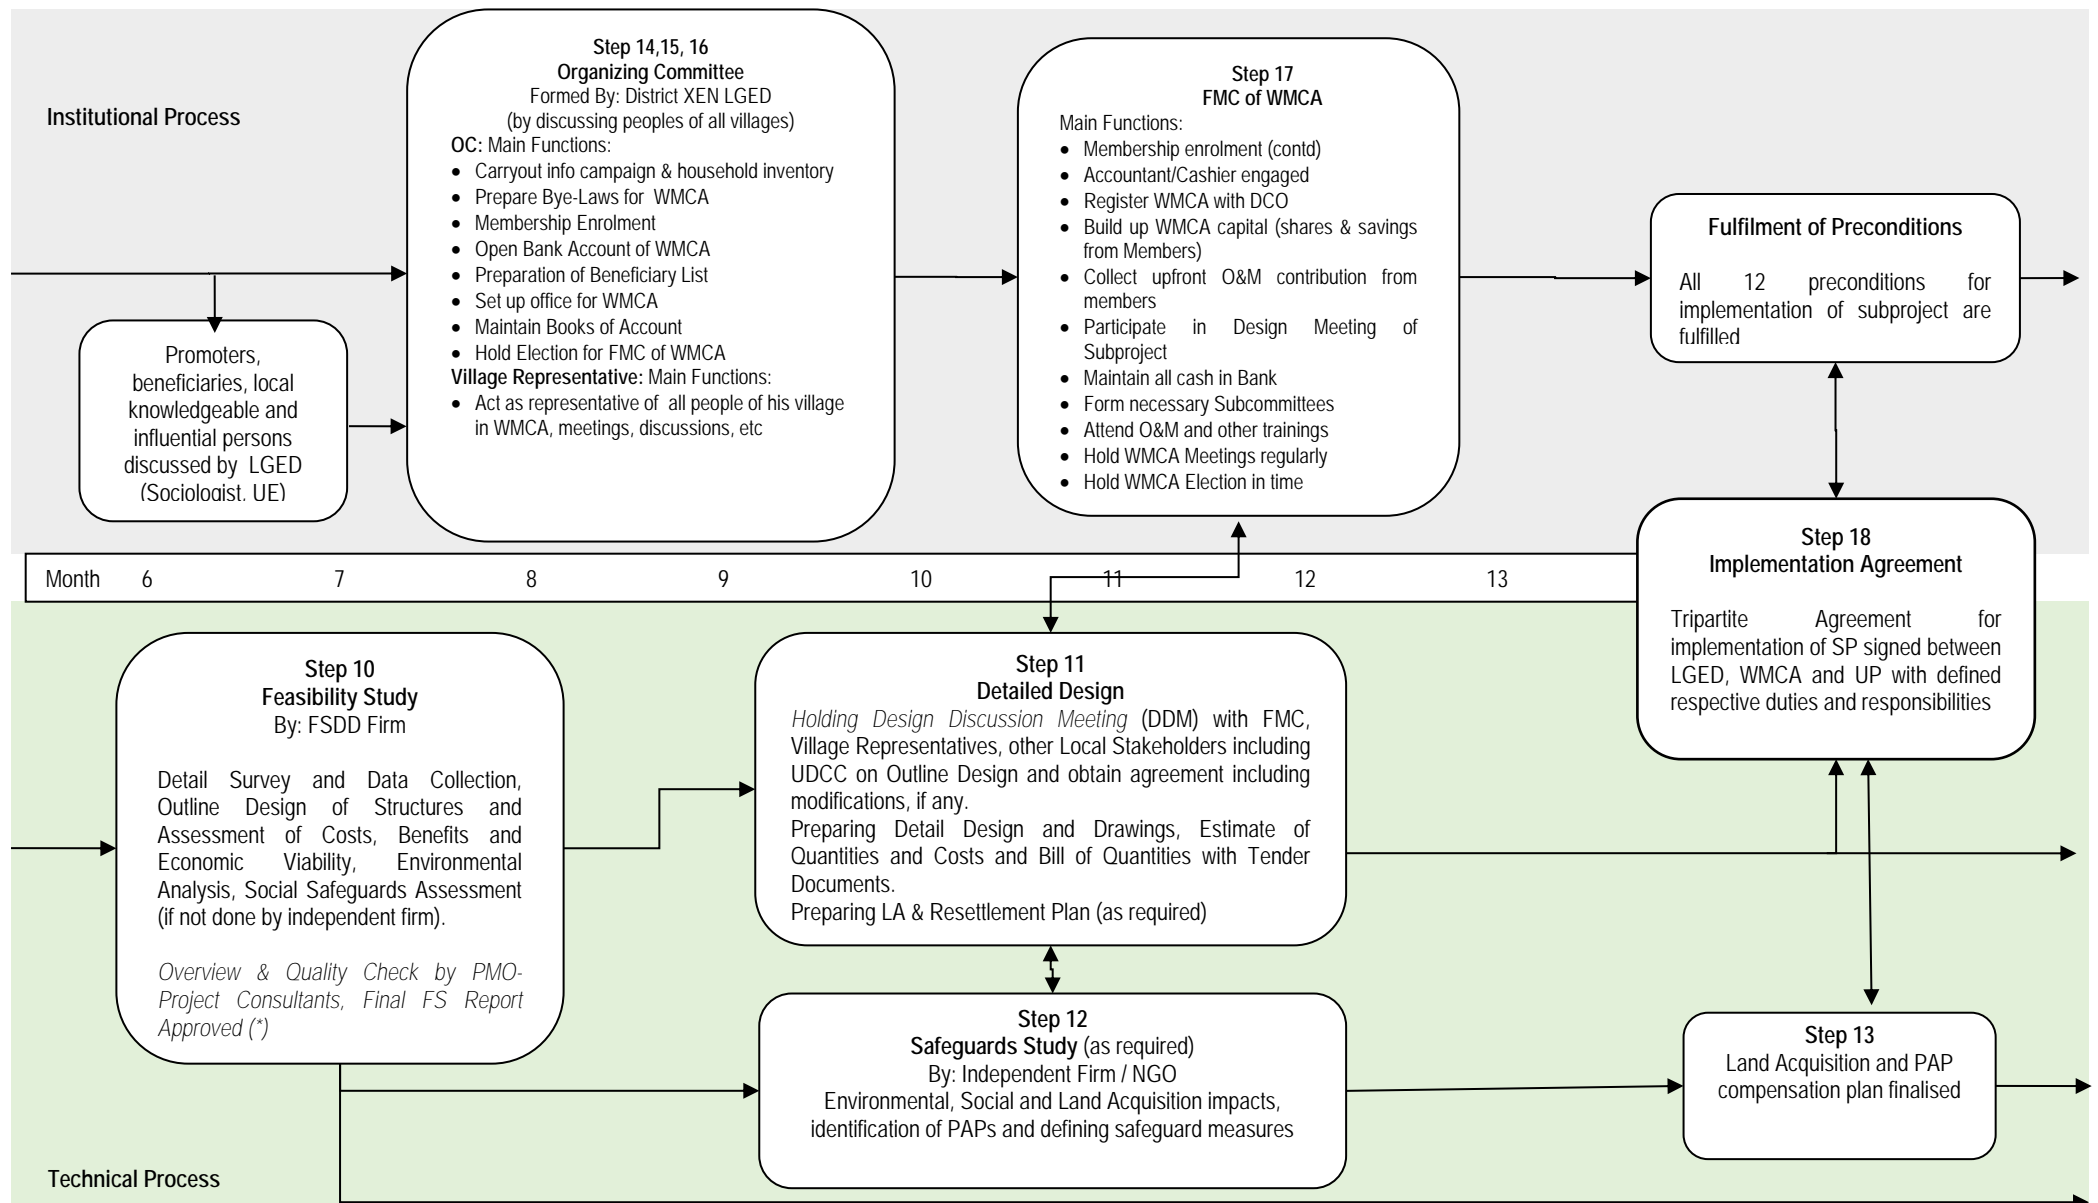 Institutional Process
Step 14,15, 16
Organizing Committee
Formed By: District XEN LGED
(by discussing peoples of all villages)
OC: Main Functions:
• Carryout info campaign & household inventory
• Prepare Bye-Laws for WMCA
• Membership Enrolment
• Open Bank Account of WMCA
• Preparation of Beneficiary List
• Set up office for WMCA
• Maintain Books of Account
• Hold Election for FMC of WMCA
Village Representative: Main Functions:
• Act as representative of all people of his village
in WMCA, meetings, discussions, etc
Promoters,
beneficiaries, local
knowledgeable and
influential persons
discussed by LGED
(Sociologist, UE)
Step 17
FMC of WMCA
Main Functions:
• Membership enrolment (contd)
• Accountant/Cashier engaged
• Register WMCA with DCO
• Build up WMCA capital (shares & savings
from Members)
• Collect upfront O&M contribution from
members
• Participate in Design Meeting of
Subproject
• Maintain all cash in Bank
• Form necessary Subcommittees
• Attend O&M and other trainings
• Hold WMCA Meetings regularly
• Hold WMCA Election in time
Fulfilment of Preconditions
All 12 preconditions for
implementation of subproject are
fulfilled
Month 6 7 8 9 10 11 12 13
Step 18
Implementation Agreement
Tripartite Agreement for
implementation of SP signed between
LGED, WMCA and UP with defined
respective duties and responsibilities
Step 10
Feasibility Study
By: FSDD Firm
Detail Survey and Data Collection,
Outline Design of Structures and
Assessment of Costs, Benefits and
Economic Viability, Environmental
Analysis, Social Safeguards Assessment
(if not done by independent firm).
Overview & Quality Check by PMO-
Project Consultants, Final FS Report
Approved (*)
Step 11
Detailed Design
Holding Design Discussion Meeting (DDM) with FMC,
Village Representatives, other Local Stakeholders including
UDCC on Outline Design and obtain agreement including
modifications, if any.
Preparing Detail Design and Drawings, Estimate of
Quantities and Costs and Bill of Quantities with Tender
Documents.
Preparing LA & Resettlement Plan (as required)
Step 12
Safeguards Study (as required)
By: Independent Firm / NGO
Environmental, Social and Land Acquisition impacts,
identification of PAPs and defining safeguard measures
Step 13
Land Acquisition and PAP
compensation plan finalised
Technical Process